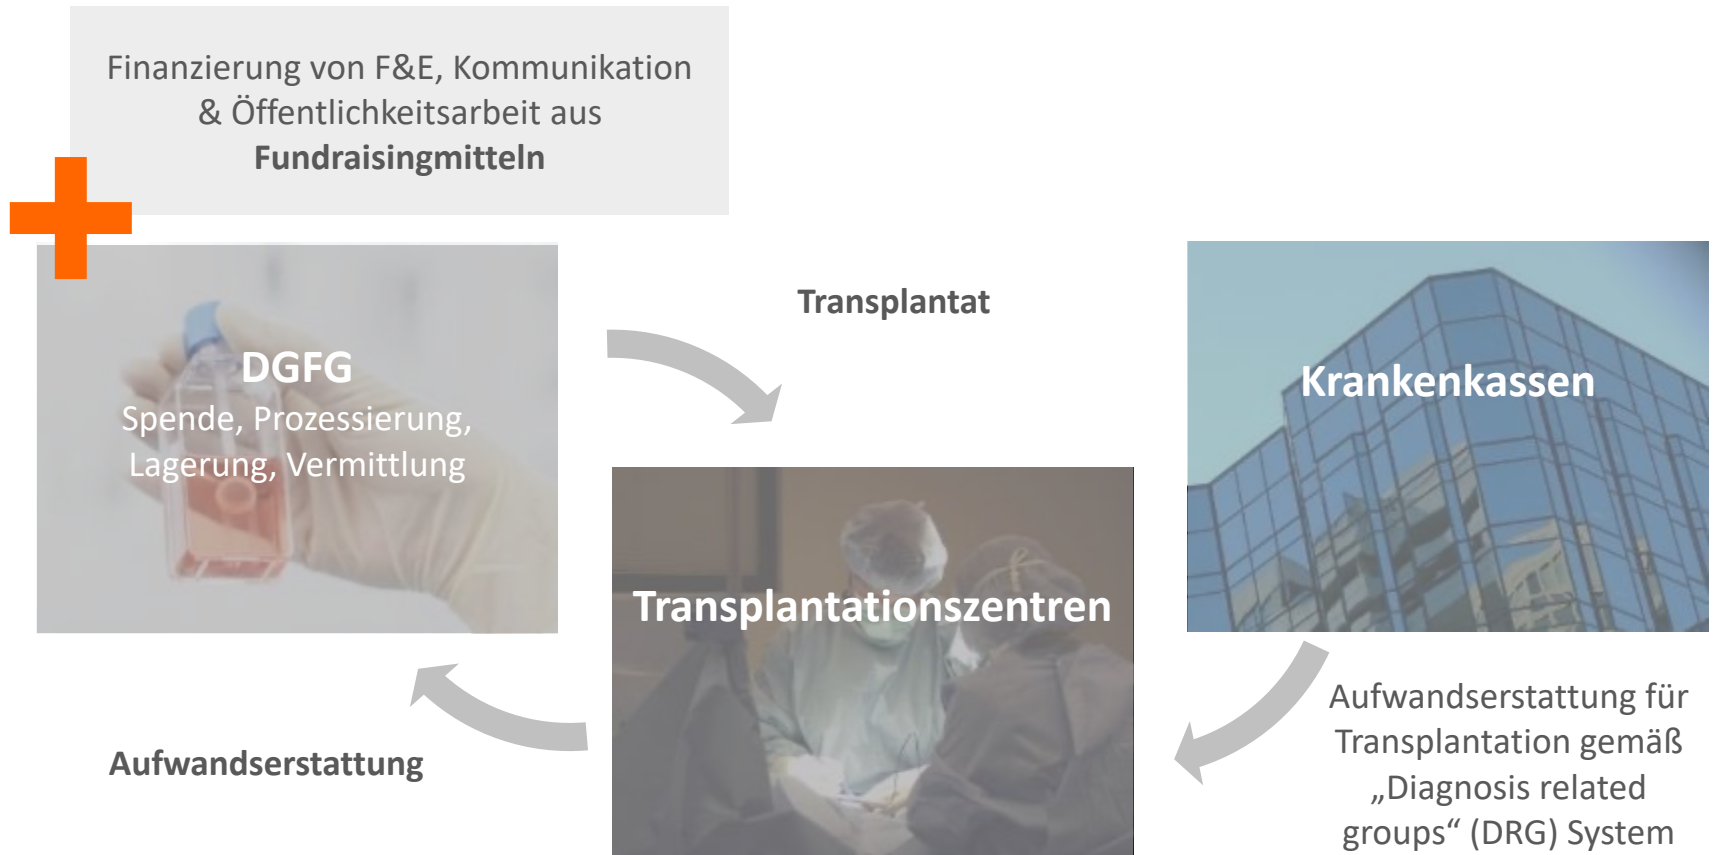 Finanzierung von F&E, Kommunikation
& Öffentlichkeitsarbeit aus
Fundraisingmitteln
DGFG
Spende, Prozessierung,
Lagerung, Vermittlung
Transplantat
Krankenkassen
Transplantationszentren
Aufwandserstattung
Aufwandserstattung für
Transplantation gemäß
„Diagnosis related
groups“ (DRG) System